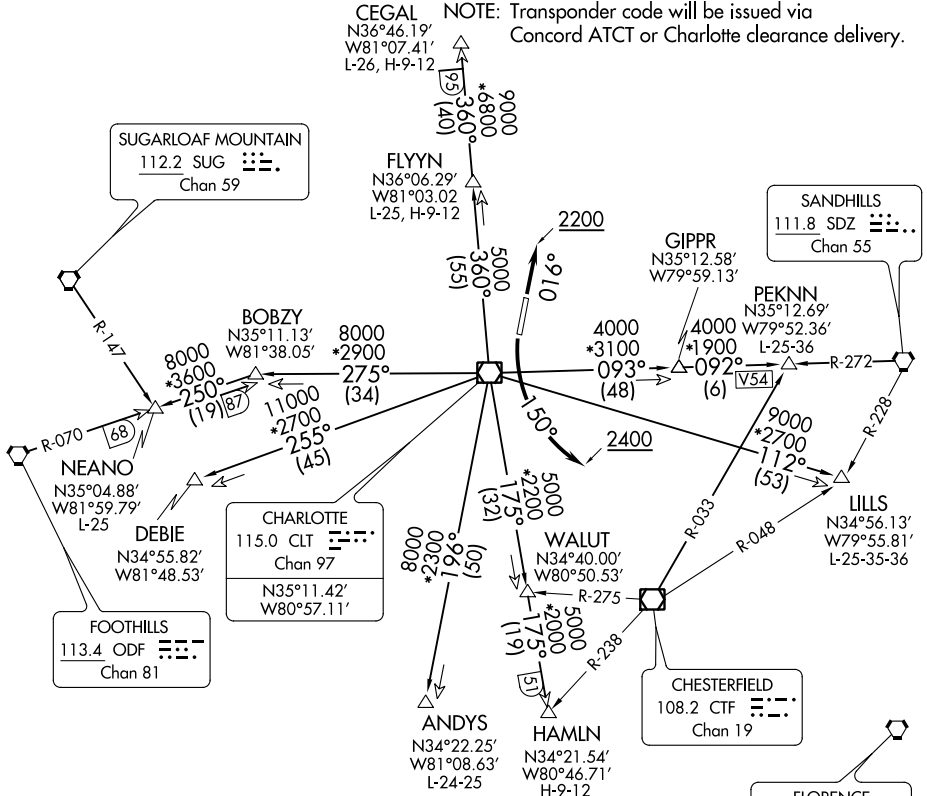 CEGAL
N36°46.19'
W81°07.41'
L-26, H-9-12
NOTE: Transponder code will be issued via
Concord ATCT or Charlotte clearance delivery.
95
9000
*6800
360°
(40)
SUGARLOAF MOUNTAIN
112.2 SUG
Chan 59
FLYYN
N36°06.29'
W81°03.02
L-25, H-9-12
5000
360°
(55)
2200
016°
SANDHILLS
111.8 SDZ
Chan 55
GIPPR
N35°12.58'
W79°59.13'
PEKNN
N35°12.69'
W79°52.36'
L-25-36
BOBZY
N35°11.13'
W81°38.05'
R-147
8000
*3600
250°
(19)
87
8000
*2900
275°
(34)
4000
*3100
093°
(48)
4000
*1900
092°
(6)
V54
R-272
R-228
R-070
68
11000
*2700
255°
(45)
150°
2400
9000
*2700
112°
(53)
NEANO
N35°04.88'
W81°59.79'
L-25
DEBIE
N34°55.82'
W81°48.53'
CHARLOTTE
115.0 CLT
Chan 97
N35°11.42'
W80°57.11'
8000
*2300
196°
(50)
5000
*2200
175°
(32)
WALUT
N34°40.00'
W80°50.53'
R-275
R-033
R-048
LILLS
N34°56.13'
W79°55.81'
L-25-35-36
FOOTHILLS
113.4 ODF
Chan 81
5000
*2000
175°
(19)
51
R-238
CHESTERFIELD
108.2 CTF
Chan 19
ANDYS
N34°22.25'
W81°08.63'
L-24-25
HAMLN
N34°21.54'
W80°46.71'
H-9-12
FLORENCE